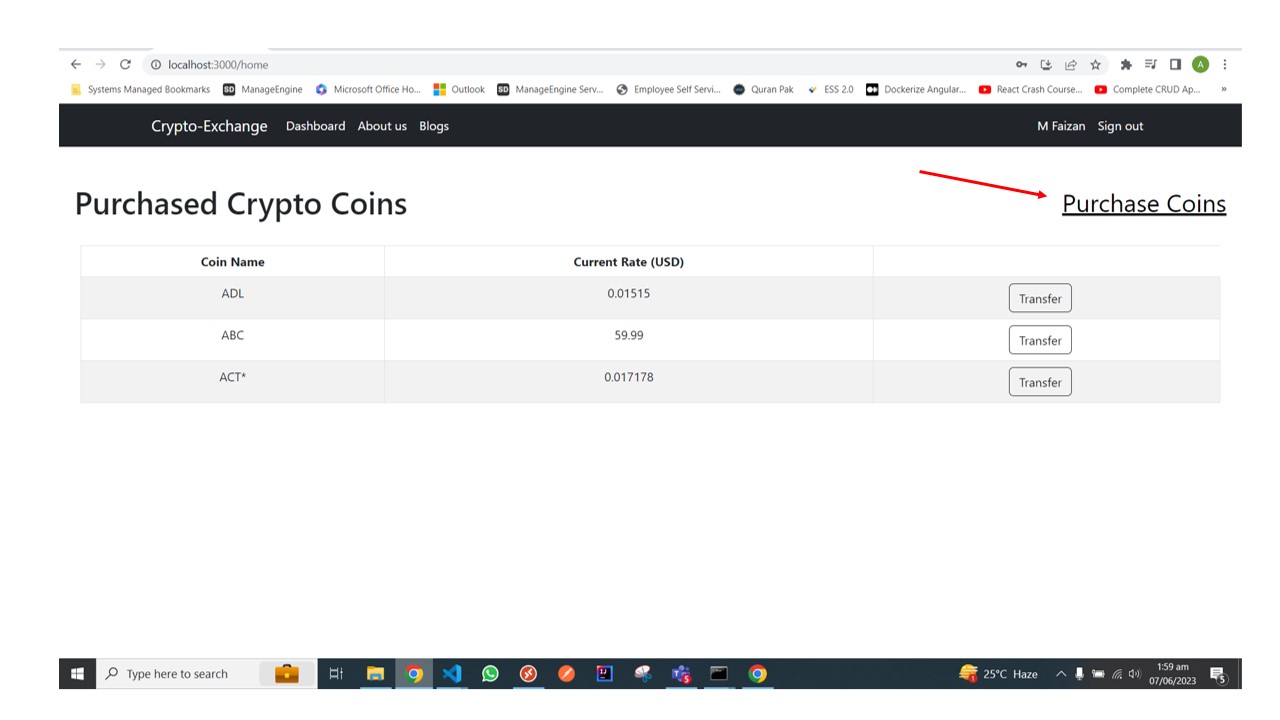 localhost:3000/home
Systems Managed Bookmarks ManageEngine Microsoft Office Ho... Outlook ManageEngine Serv... Employee Self Servi... Quran Pak ESS 2.0 Dockerize Angular... React Crash Course... Complete CRUD Ap... »
Crypto-Exchange Dashboard About us Blogs M Faizan Sign out
Purchased Crypto Coins Purchase Coins
Coin Name Current Rate (USD)
ADL 0.01515 Transfer
ABC 59.99 Transfer
ACT* 0.017178 Transfer
Type here to search 25°C Haze 1:59 am
07/06/2023